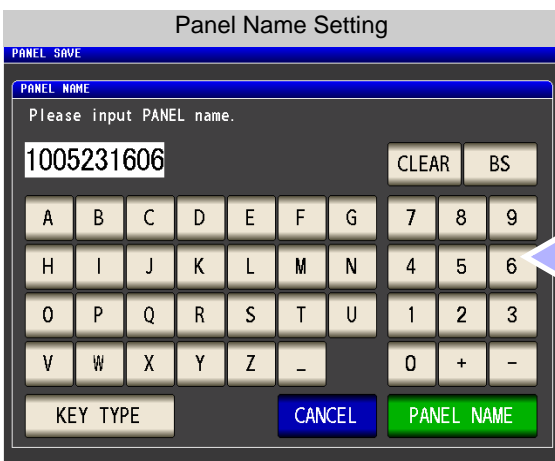 Panel Name Setting
PANEL SAVE
PANEL NAME
Please input PANEL name.
1005231606 CLEAR BS
A B C D E F G 7 8 9
H I J K L M N 4 5 6
O P Q R S T U 1 2 3
V W X Y Z _ 0 + -
KEY TYPE CANCEL PANEL NAME